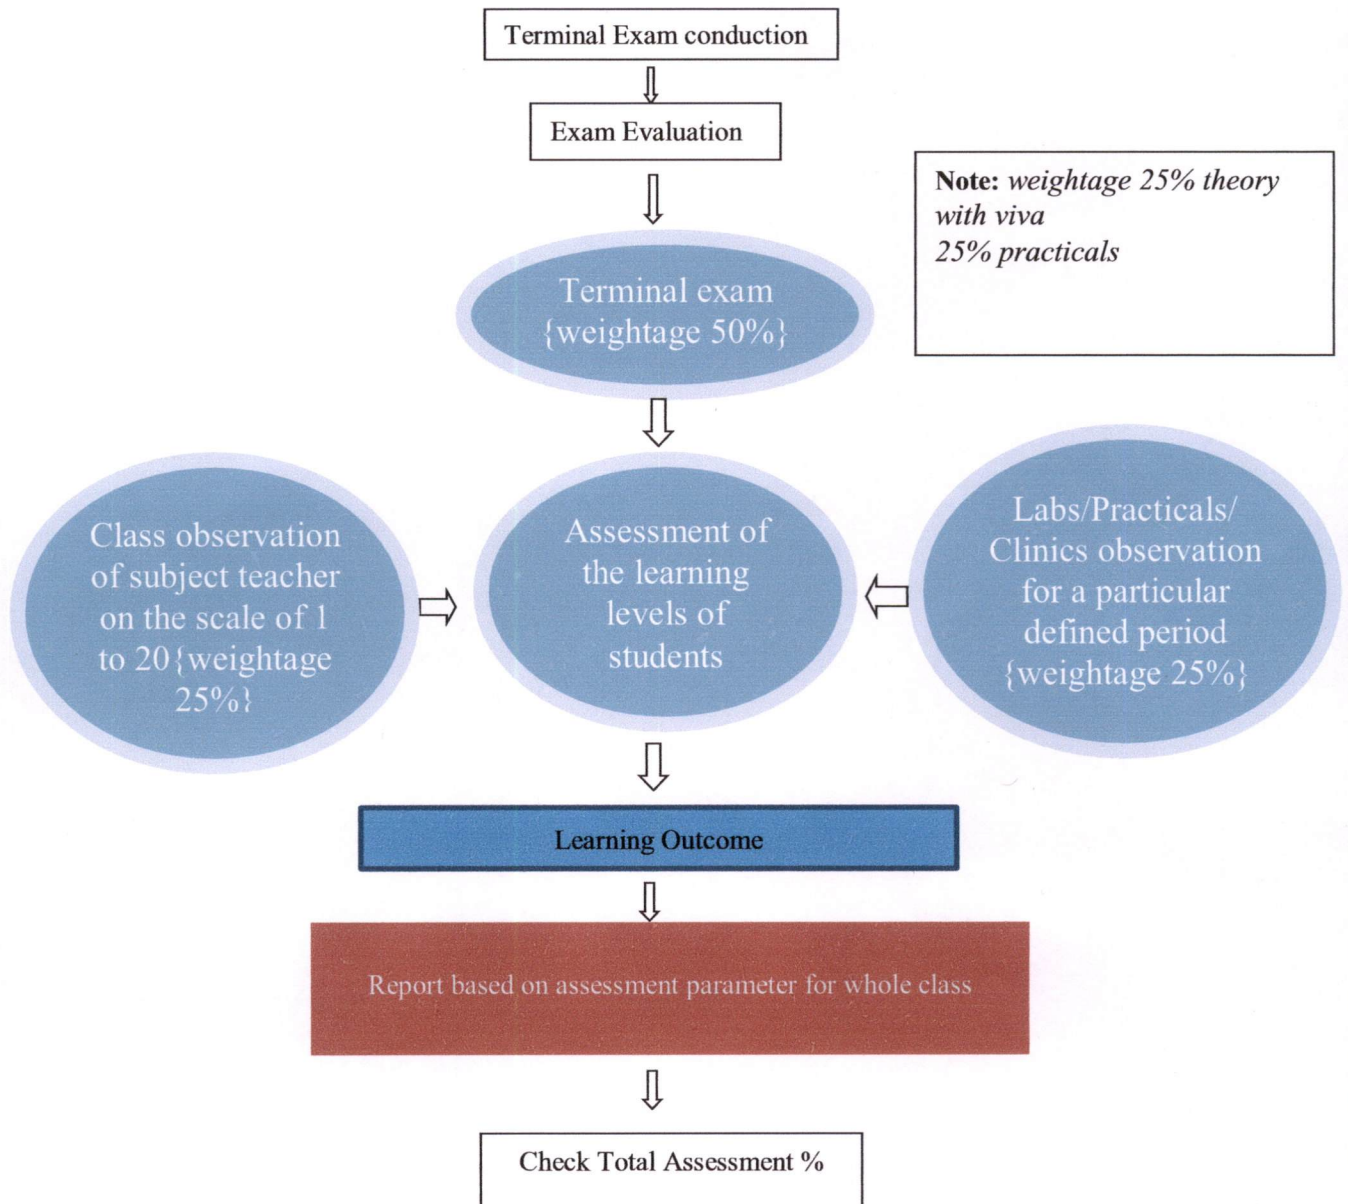 Terminal Exam conduction
Exam Evaluation
Note: weightage 25% theory
with viva
25% practicals
Terminal exam
{weightage 50%}
Class observation
of subject teacher
on the scale of 1
to 20{weightage
25%}
Assessment of
the learning
levels of
students
Labs/Practicals/
Clinics observation
for a particular
defined period
{weightage 25%}
Learning Outcome
Report based on assessment parameter for whole class
Check Total Assessment %